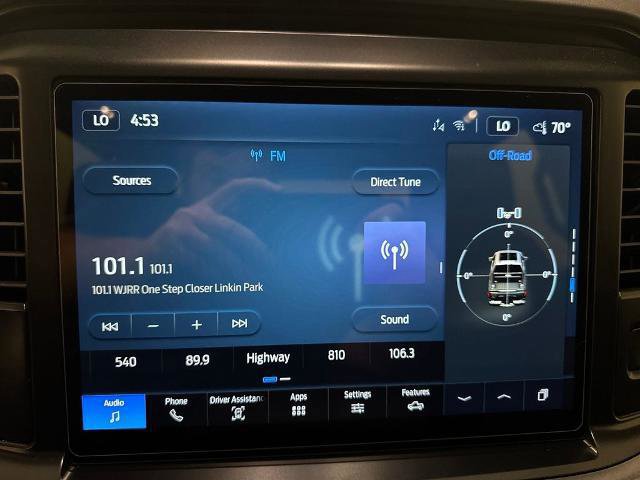 LO 4:53 LO 70°
FM Off-Road
Sources Direct Tune
0°
101.1 101.1
0° 0°
101.1 WJRR One Step Closer Linkin Park
0°
Sound
540 89.9 Highway 810 106.3
Audio Phone Driver Assistanc Apps Settings Features